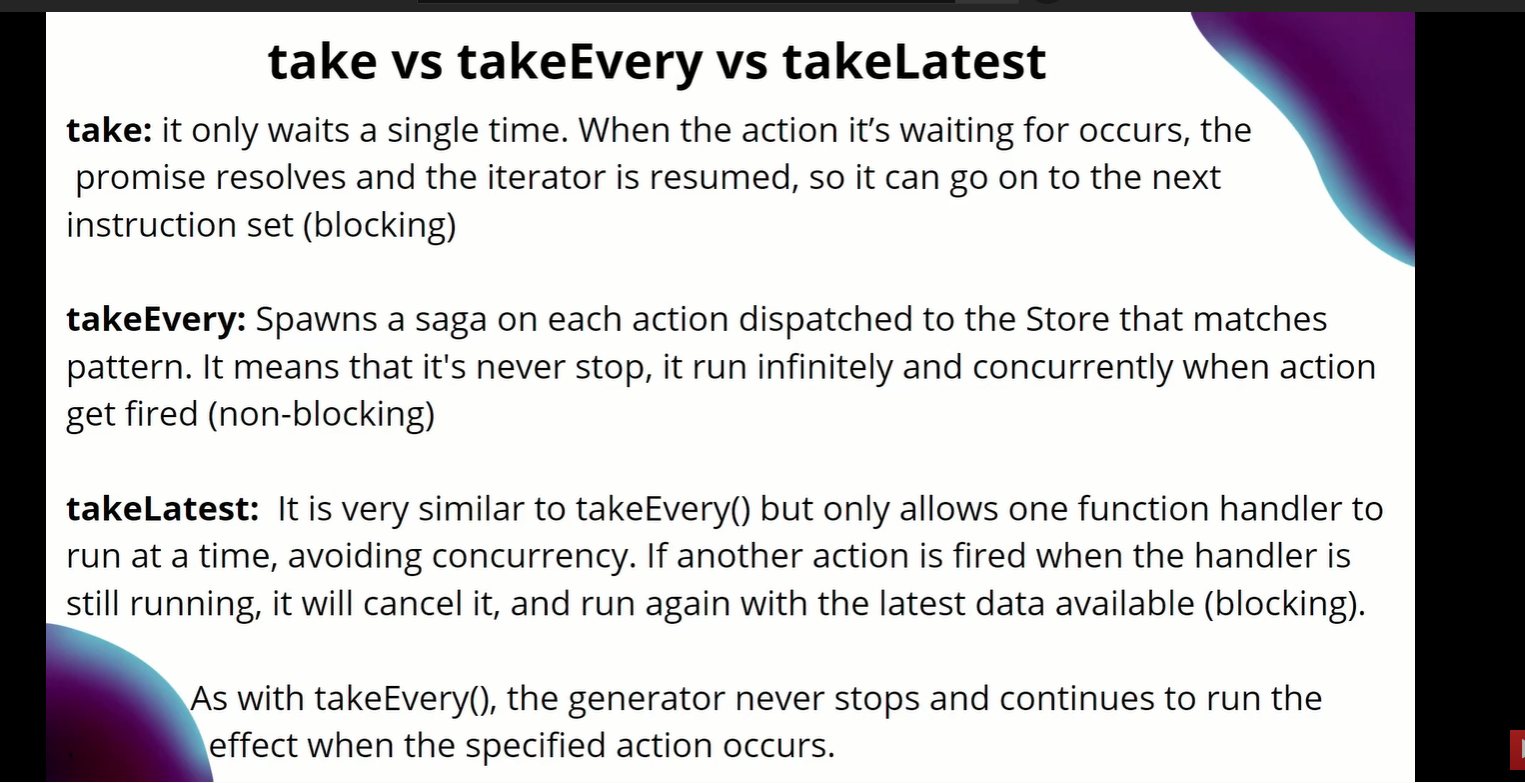 take vs takeEvery vs takeLatest
take: it only waits a single time. When the action it’s waiting for occurs, the
promise resolves and the iterator is resumed, so it can go on to the next
instruction set (blocking)
takeEvery: Spawns a saga on each action dispatched to the Store that matches
pattern. It means that it's never stop, it run infinitely and concurrently when action
get fired (non-blocking)
takeLatest:  It is very similar to takeEvery() but only allows one function handler to
run at a time, avoiding concurrency. If another action is fired when the handler is
still running, it will cancel it, and run again with the latest data available (blocking).
As with takeEvery(), the generator never stops and continues to run the
effect when the specified action occurs.